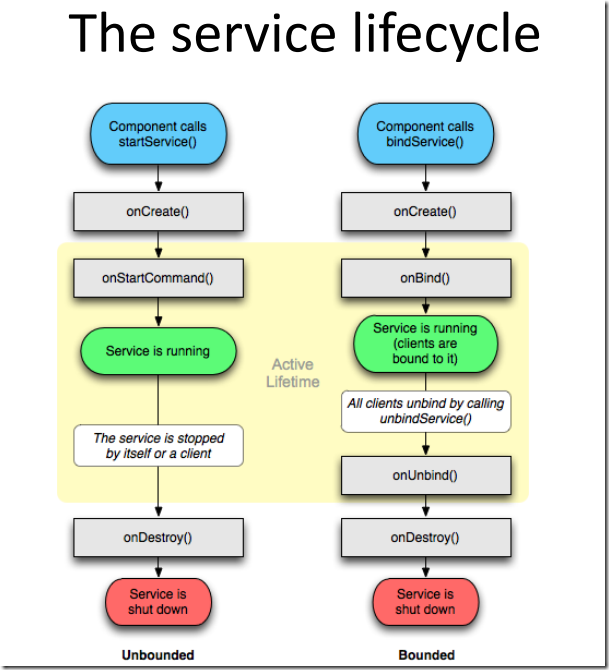 The service lifecycle
Component calls
startService()
onCreate()
onStartCommand()
Service is running
The service is stopped
by itself or a client
onDestroy()
Service is
shut down
Unbounded
Active
Lifetime
Component calls
bindService()
onCreate()
onBind()
Service is running
(clients are
bound to it)
All clients unbind by calling
unbindService()
onUnbind()
onDestroy()
Service is
shut down
Bounded